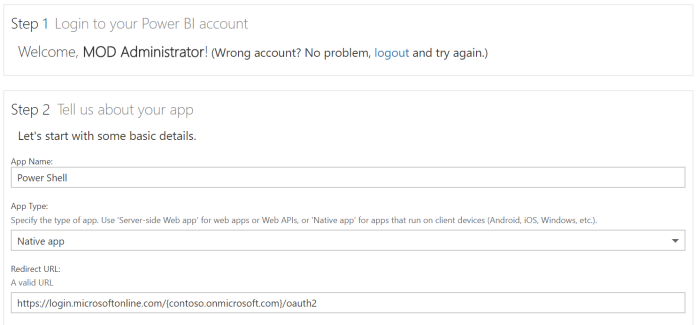 Step 1 Login to your Power BI account
Welcome, MOD Administrator! (Wrong account? No problem, logout and try again.)
Step 2 Tell us about your app
Let's start with some basic details.
App Name:
Power Shell
App Type:
Specify the type of app. Use 'Server-side Web app' for web apps or Web APIs, or 'Native app' for apps that run on client devices (Android, iOS, Windows, etc.).
Native app
Redirect URL:
A valid URL
https://login.microsoftonline.com/{contoso.onmicrosoft.com}/oauth2